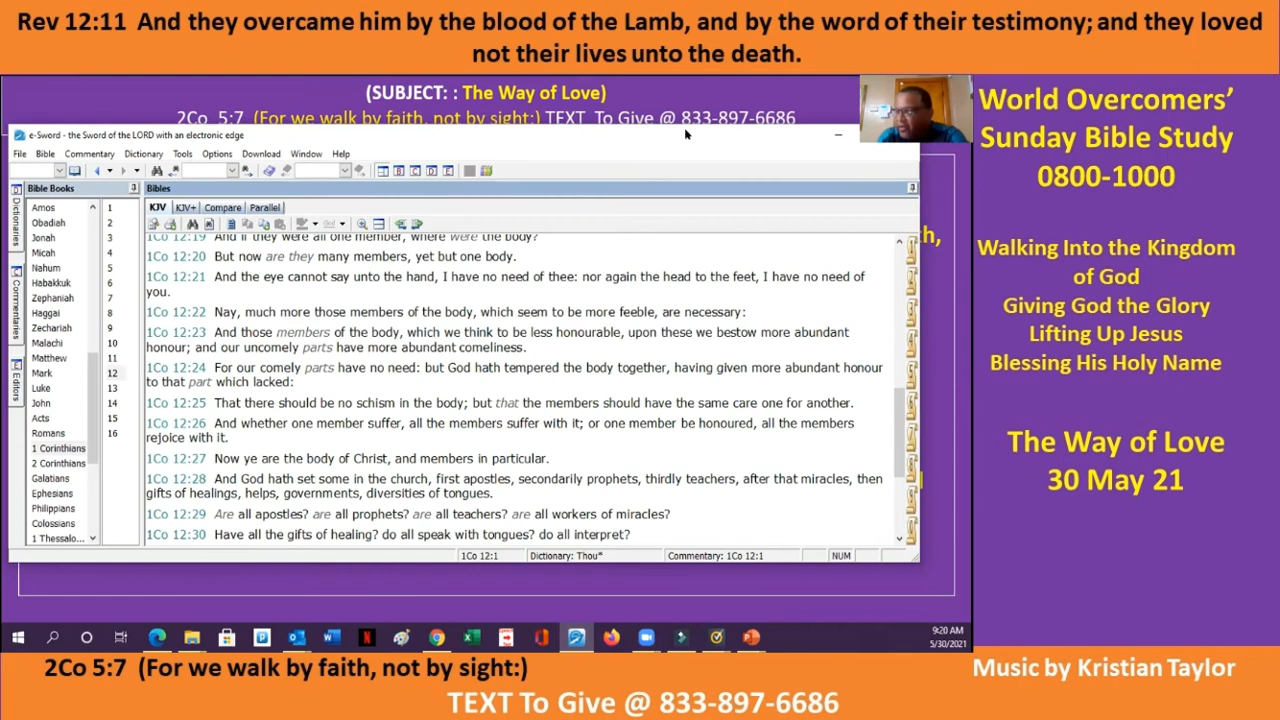 Rev 12:11 And they overcame him by the blood of the Lamb, and by the word of their testimony; and they loved
not their lives unto the death.
(SUBJECT: : The Way of Love)
2Co 5:7 (For we walk by faith, not by sight:) TEXT To Give @ 833-897-6686
e-Sword - the Sword of the LORD with an electronic edge
File Bible Commentary Dictionary Tools Options Download Window Help
Bible Books
Bibles
KJV KJV+ Compare Parallel
Dictionaries
Commentaries
Editors
Amos 1
Obadiah 2
Jonah 3
Micah 4
Nahum 5
Habakkuk 6
Zephaniah 7
Haggai 8
Zechariah 9
Malachi 10
Matthew 11
Mark 12
Luke 13
John 14
Acts 15
Romans 16
1 Corinthians
2 Corinthians
Galatians
Ephesians
Philippians
Colossians
1 Thessalo...
1Co 12:19 And if they were all one member, where were the body?
1Co 12:20 But now are they many members, yet but one body.
1Co 12:21 And the eye cannot say unto the hand, I have no need of thee: nor again the head to the feet, I have no need of
you.
1Co 12:22 Nay, much more those members of the body, which seem to be more feeble, are necessary:
1Co 12:23 And those members of the body, which we think to be less honourable, upon these we bestow more abundant
honour; and our uncomely parts have more abundant comeliness.
1Co 12:24 For our comely parts have no need: but God hath tempered the body together, having given more abundant honour
to that part which lacked:
1Co 12:25 That there should be no schism in the body; but that the members should have the same care one for another.
1Co 12:26 And whether one member suffer, all the members suffer with it; or one member be honoured, all the members
rejoice with it.
1Co 12:27 Now ye are the body of Christ, and members in particular.
1Co 12:28 And God hath set some in the church, first apostles, secondarily prophets, thirdly teachers, after that miracles, then
gifts of healings, helps, governments, diversities of tongues.
1Co 12:29 Are all apostles? are all prophets? are all teachers? are all workers of miracles?
1Co 12:30 Have all the gifts of healing? do all speak with tongues? do all interpret?
1Co 12:1 Dictionary: Thou* Commentary: 1Co 12:1 NUM
9:20 AM
5/30/2021
World Overcomers'
Sunday Bible Study
0800-1000
Walking Into the Kingdom
of God
Giving God the Glory
Lifting Up Jesus
Blessing His Holy Name
The Way of Love
30 May 21
2Co 5:7 (For we walk by faith, not by sight:)
Music by Kristian Taylor
TEXT To Give @ 833-897-6686